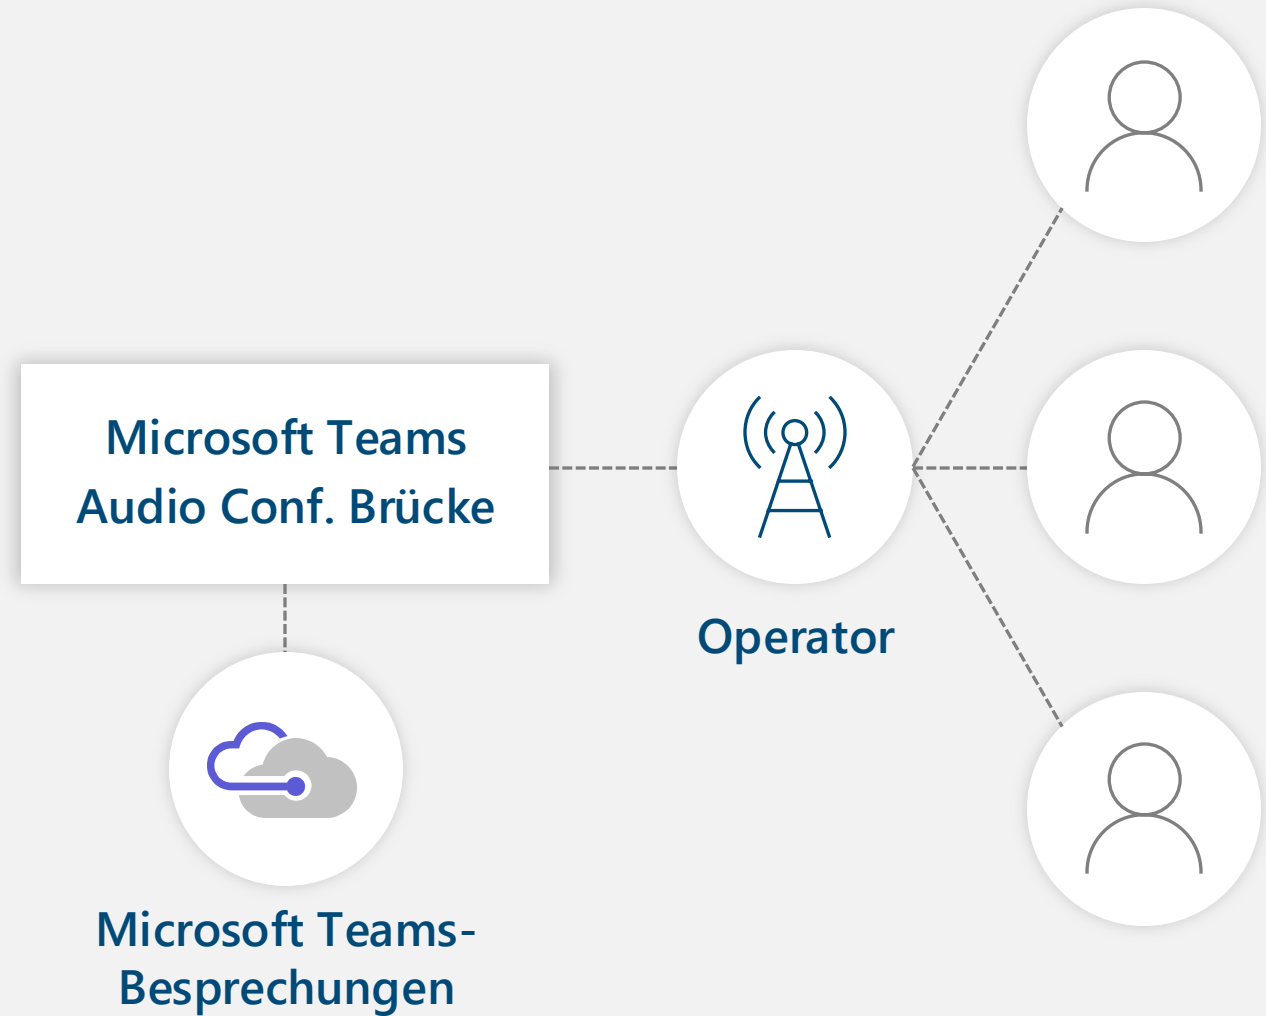 Microsoft Teams
Audio Conf. Brücke
Operator
Microsoft Teams-
Besprechungen